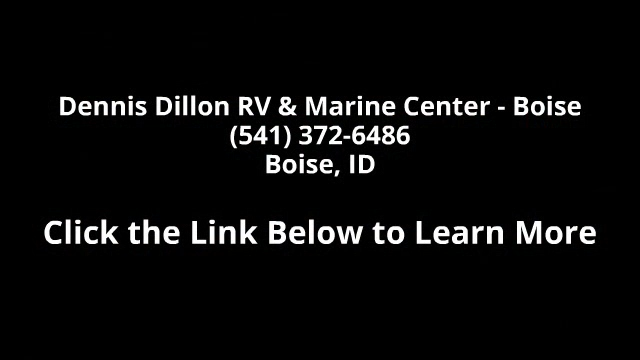 Dennis Dillon RV & Marine Center - Boise
(541) 372-6486
Boise, ID
Click the Link Below to Learn More